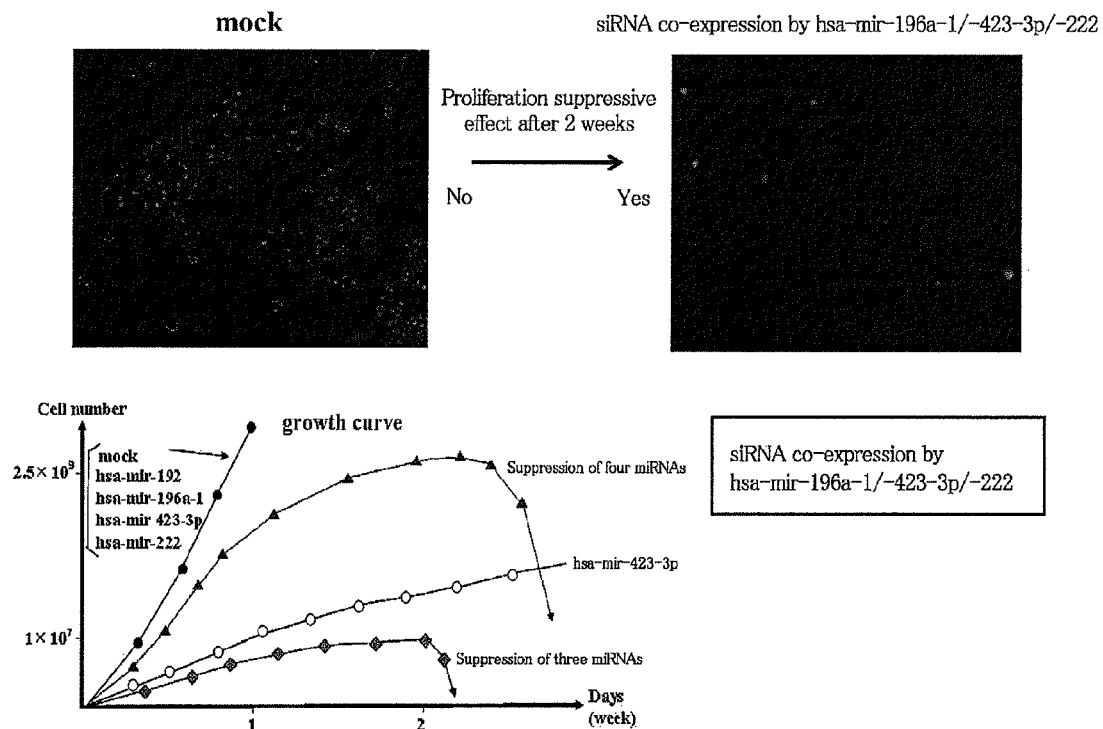 mock
siRNA co-expression by hsa-mir-196a-1/-423-3p/-222
Proliferation suppressive
effect after 2 weeks
No
Yes
Cell number
growth curve
mock
hsa-mir-192
hsa-mir-196a-1
hsa-mir 423-3p
hsa-mir-222
2.5×10⁹
1×10⁷
Suppression of four miRNAs
hsa-mir-423-3p
Suppression of three miRNAs
1
2
Days
(week)
siRNA co-expression by
hsa-mir-196a-1/-423-3p/-222